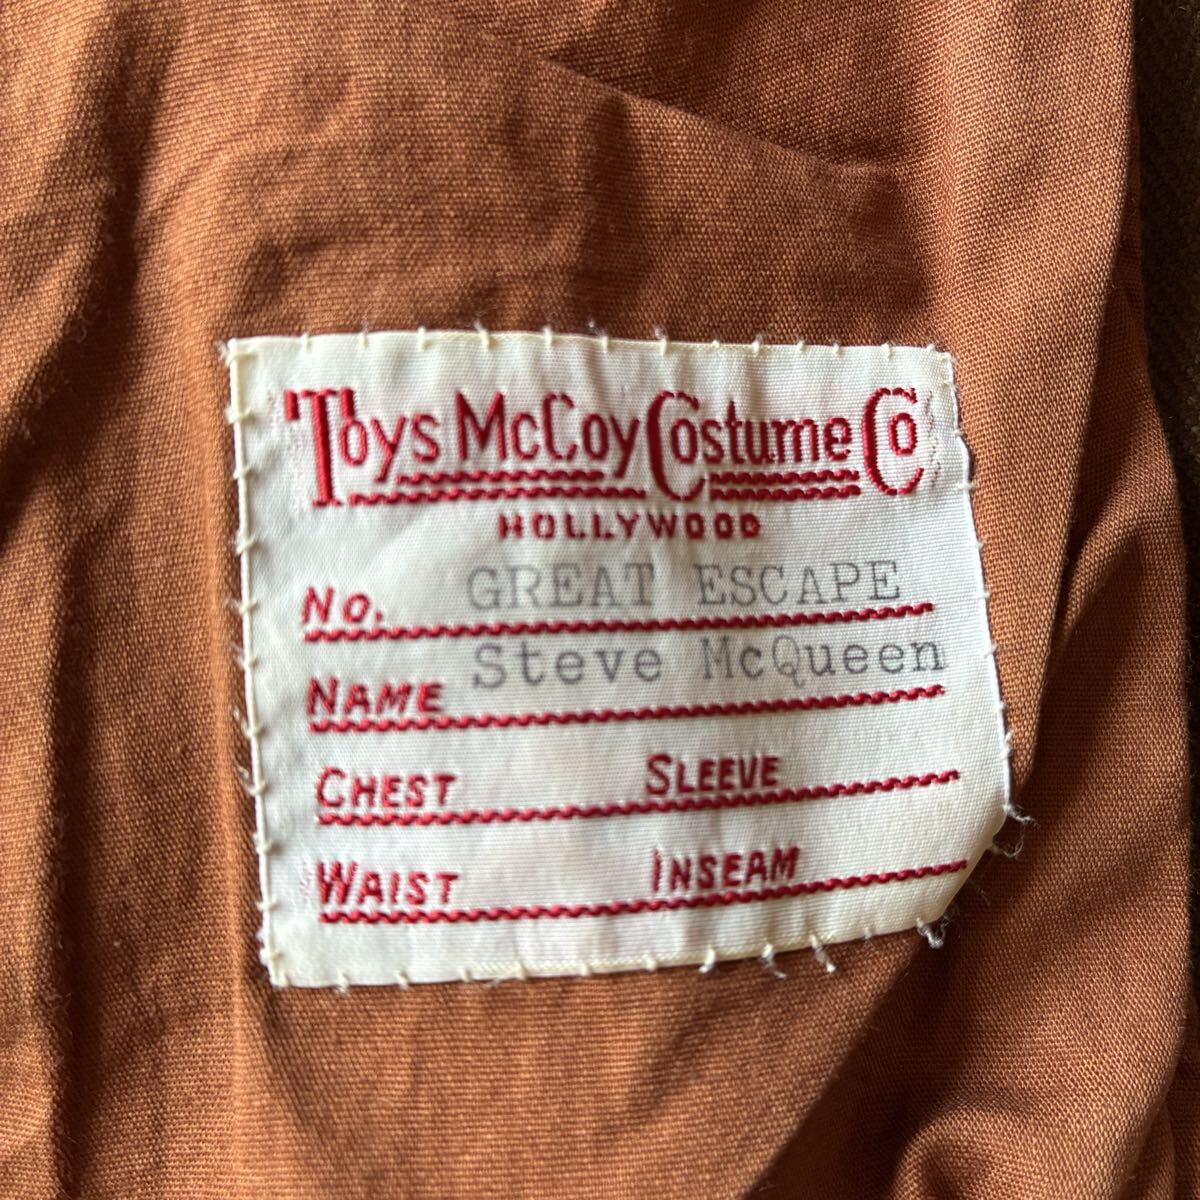 Toys McCoy Costume Co
HOLLYWOOD
NO. GREAT ESCAPE
NAME Steve McQueen
CHEST SLEEVE
WAIST INSEAM